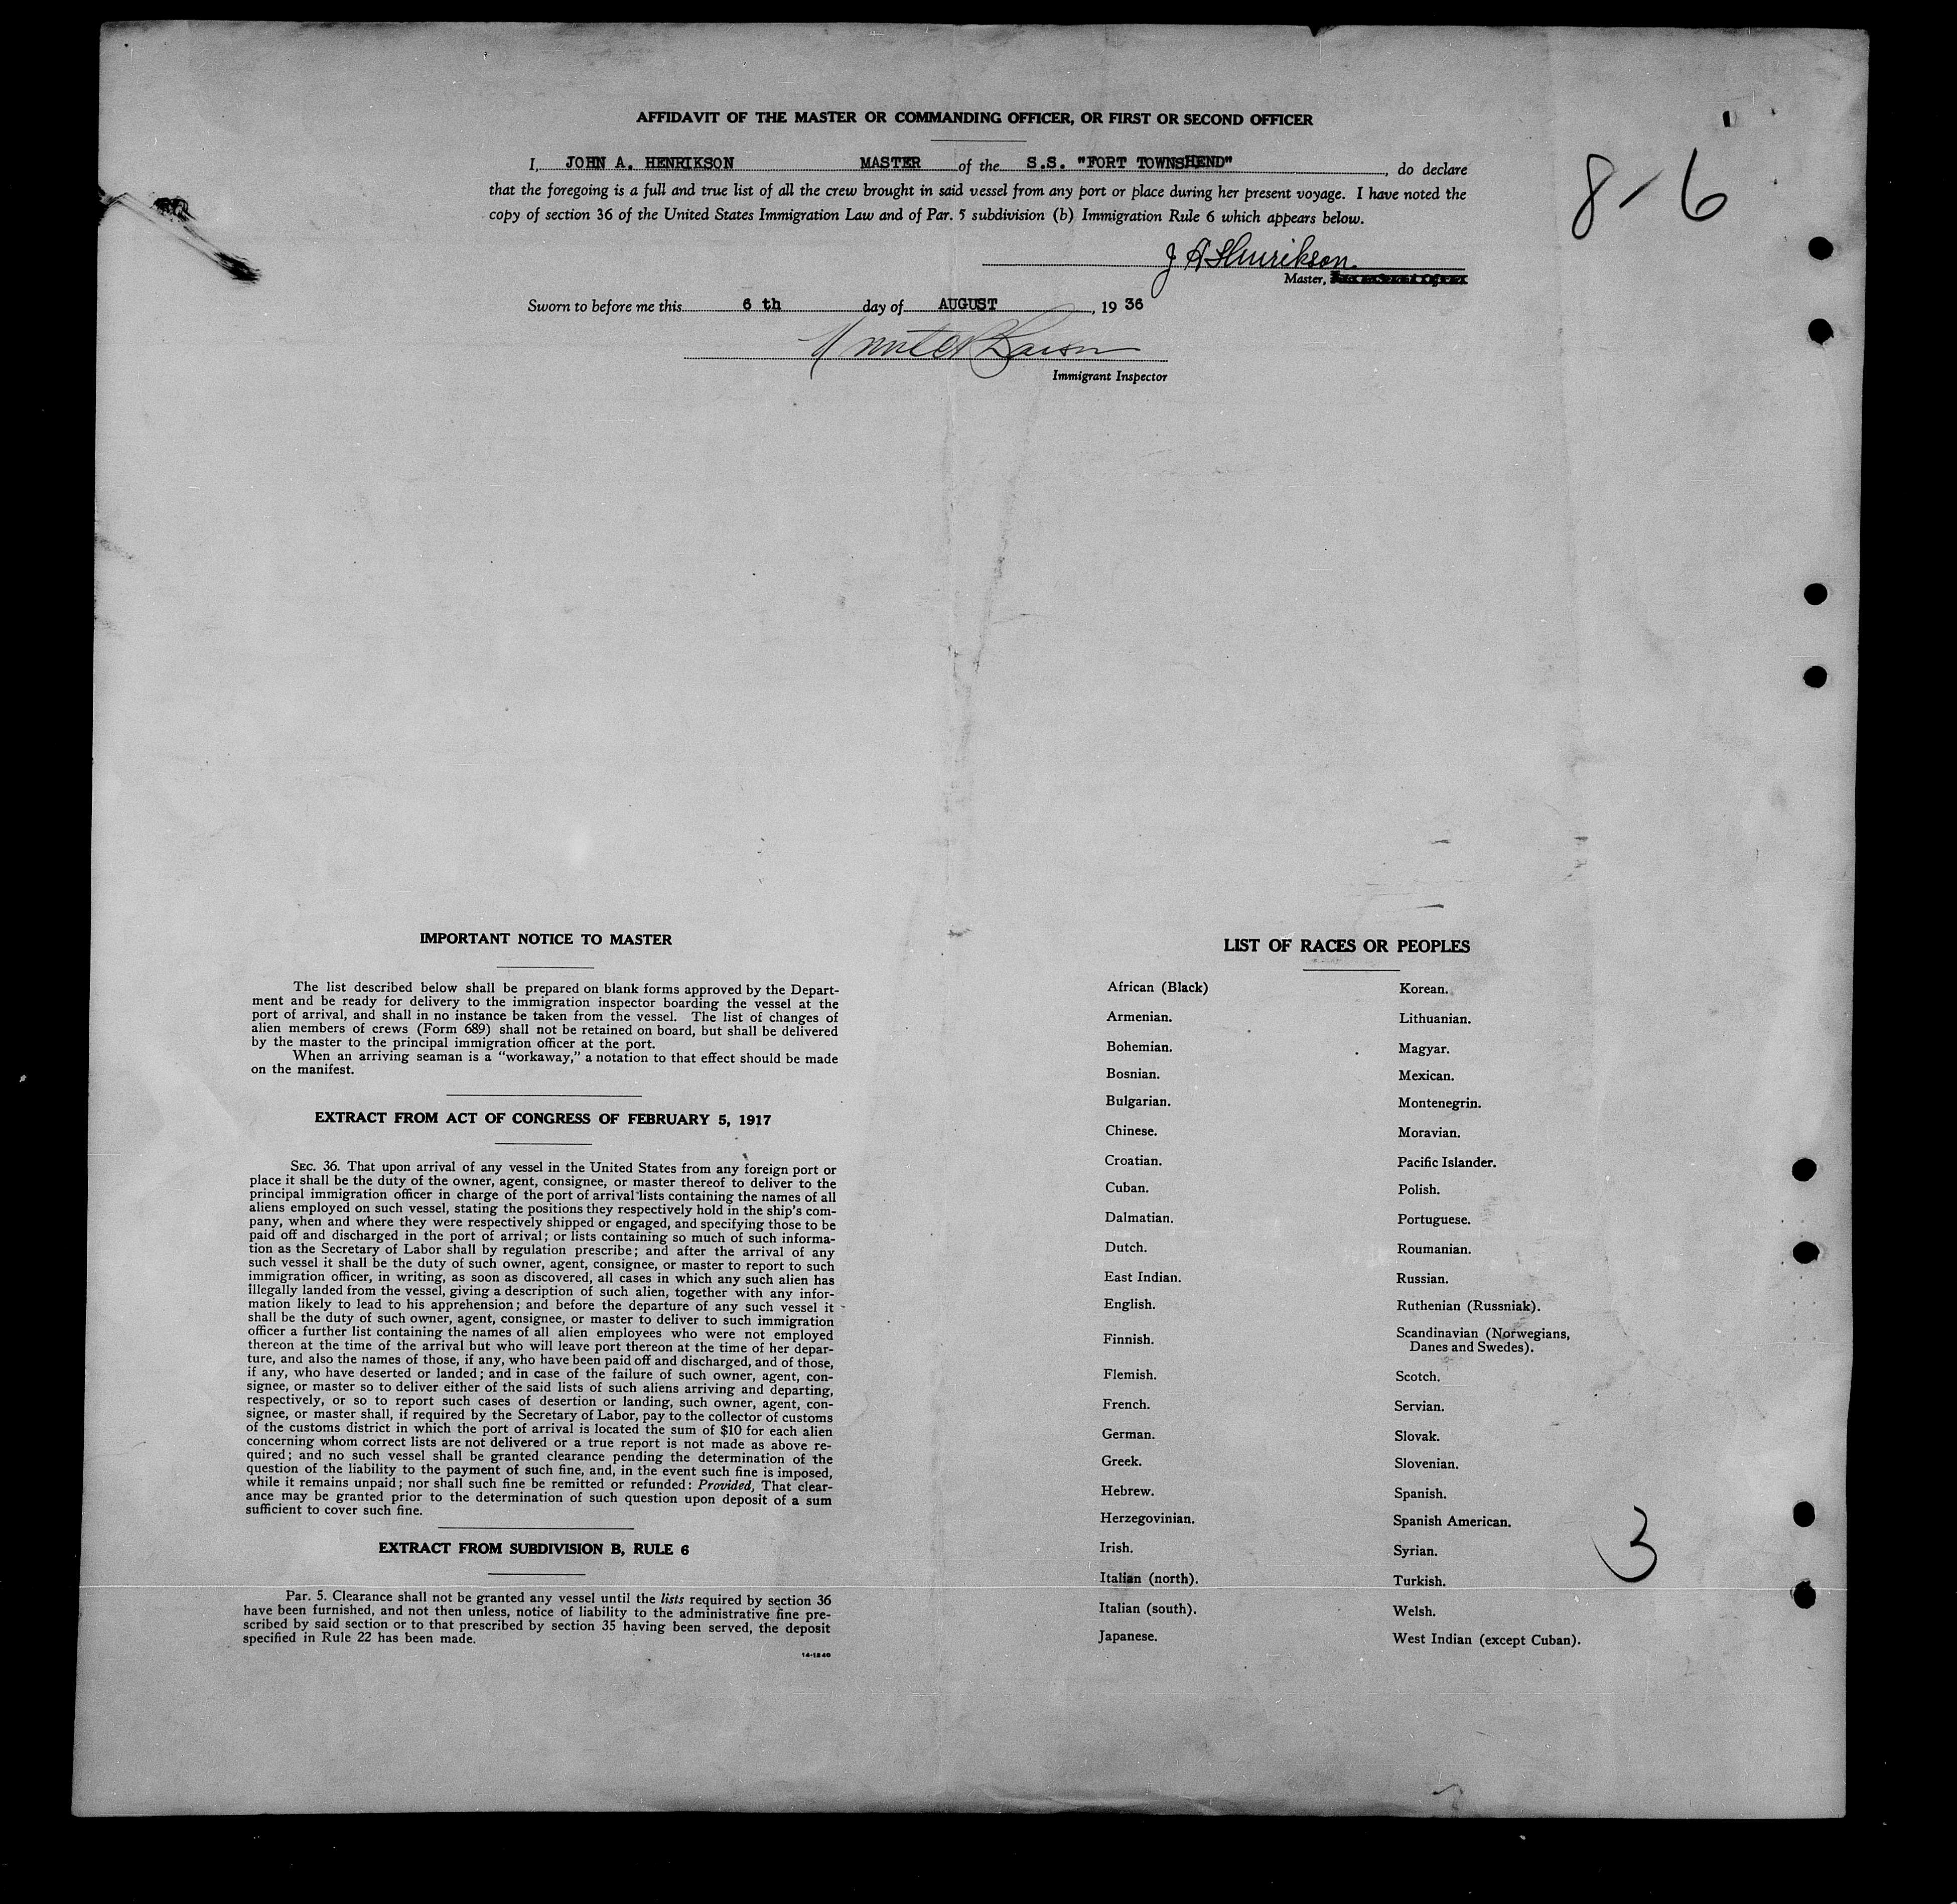 AFFIDAVIT OF THE MASTER OR COMMANDING OFFICER, OR FIRST OR SECOND OFFICER
I, JOHN A. HENRIKSON MASTER of the S.S. "FORT TOWNSHEND", do declare
that the foregoing is a full and true list of all the crew brought in said vessel from any port or place during her present voyage. I have noted the
copy of section 36 of the United States Immigration Law and of Par. 5 subdivision (b) Immigration Rule 6 which appears below.
8-6
J A Henrikson.
Master,
Sworn to before me this 6 th day of AUGUST, 19 36
Immigrant Inspector
IMPORTANT NOTICE TO MASTER
The list described below shall be prepared on blank forms approved by the Depart-
ment and be ready for delivery to the immigration inspector boarding the vessel at the
port of arrival, and shall in no instance be taken from the vessel. The list of changes of
alien members of crews (Form 689) shall not be retained on board, but shall be delivered
by the master to the principal immigration officer at the port.
When an arriving seaman is a "workaway," a notation to that effect should be made
on the manifest.
EXTRACT FROM ACT OF CONGRESS OF FEBRUARY 5, 1917
SEC. 36. That upon arrival of any vessel in the United States from any foreign port or
place it shall be the duty of the owner, agent, consignee, or master thereof to deliver to the
principal immigration officer in charge of the port of arrival lists containing the names of all
aliens employed on such vessel, stating the positions they respectively hold in the ship's com-
pany, when and where they were respectively shipped or engaged, and specifying those to be
paid off and discharged in the port of arrival; or lists containing so much of such informa-
tion as the Secretary of Labor shall by regulation prescribe; and after the arrival of any
such vessel it shall be the duty of such owner, agent, consignee, or master to report to such
immigration officer, in writing, as soon as discovered, all cases in which any such alien has
illegally landed from the vessel, giving a description of such alien, together with any infor-
mation likely to lead to his apprehension; and before the departure of any such vessel it
shall be the duty of such owner, agent, consignee, or master to deliver to such immigration
officer a further list containing the names of all alien employees who were not employed
thereon at the time of the arrival but who will leave port thereon at the time of her depar-
ture, and also the names of those, if any, who have been paid off and discharged, and of those,
if any, who have deserted or landed; and in case of the failure of such owner, agent, con-
signee, or master so to deliver either of the said lists of such aliens arriving and departing,
respectively, or so to report such cases of desertion or landing, such owner, agent, con-
signee, or master shall, if required by the Secretary of Labor, pay to the collector of customs
of the customs district in which the port of arrival is located the sum of $10 for each alien
concerning whom correct lists are not delivered or a true report is not made as above re-
quired; and no such vessel shall be granted clearance pending the determination of the
question of the liability to the payment of such fine, and, in the event such fine is imposed,
while it remains unpaid; nor shall such fine be remitted or refunded: Provided, That clear-
ance may be granted prior to the determination of such question upon deposit of a sum
sufficient to cover such fine.
EXTRACT FROM SUBDIVISION B, RULE 6
Par. 5. Clearance shall not be granted any vessel until the lists required by section 36
have been furnished, and not then unless, notice of liability to the administrative fine pre-
scribed by said section or to that prescribed by section 35 having been served, the deposit
specified in Rule 22 has been made.
14-1240
LIST OF RACES OR PEOPLES
African (Black)
Armenian.
Bohemian.
Bosnian.
Bulgarian.
Chinese.
Croatian.
Cuban.
Dalmatian.
Dutch.
East Indian.
English.
Finnish.
Flemish.
French.
German.
Greek.
Hebrew.
Herzegovinian.
Irish.
Italian (north).
Italian (south).
Japanese.
Korean.
Lithuanian.
Magyar.
Mexican.
Montenegrin.
Moravian.
Pacific Islander.
Polish.
Portuguese.
Roumanian.
Russian.
Ruthenian (Russniak).
Scandinavian (Norwegians,
Danes and Swedes).
Scotch.
Servian.
Slovak.
Slovenian.
Spanish.
Spanish American.
Syrian.
Turkish.
Welsh.
West Indian (except Cuban).
3